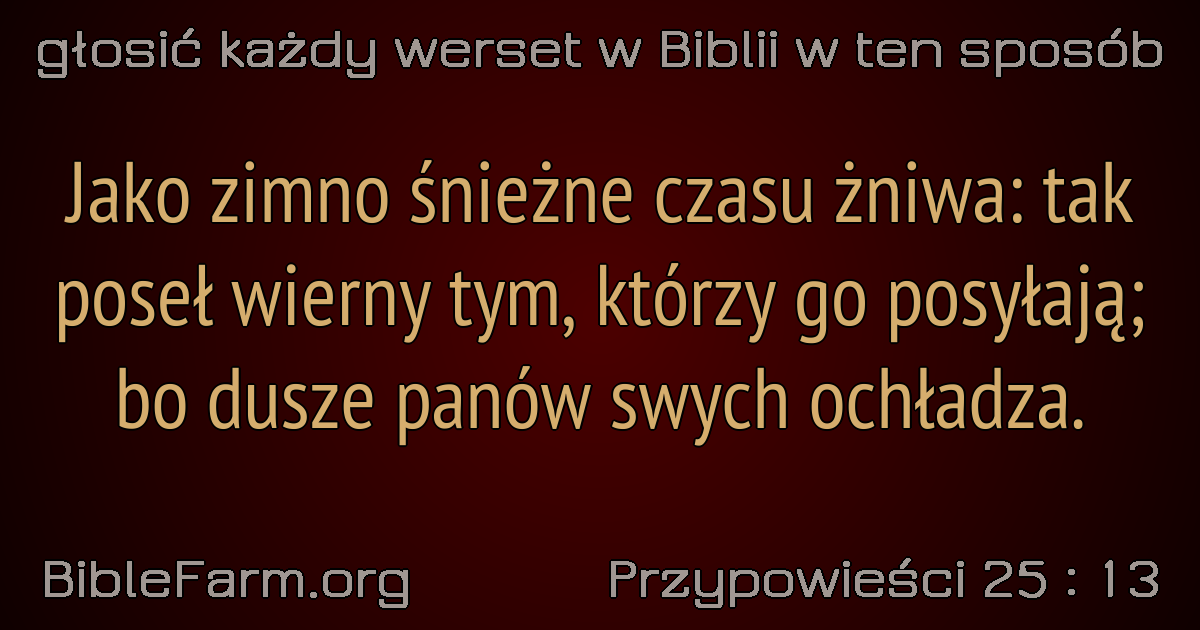 głosić każdy werset w Biblii w ten sposób
Jako zimno śnieżne czasu żniwa: tak
poseł wierny tym, którzy go posyłają;
bo dusze panów swych ochładza.
BibleFarm.org
Przypowieści 25 : 13